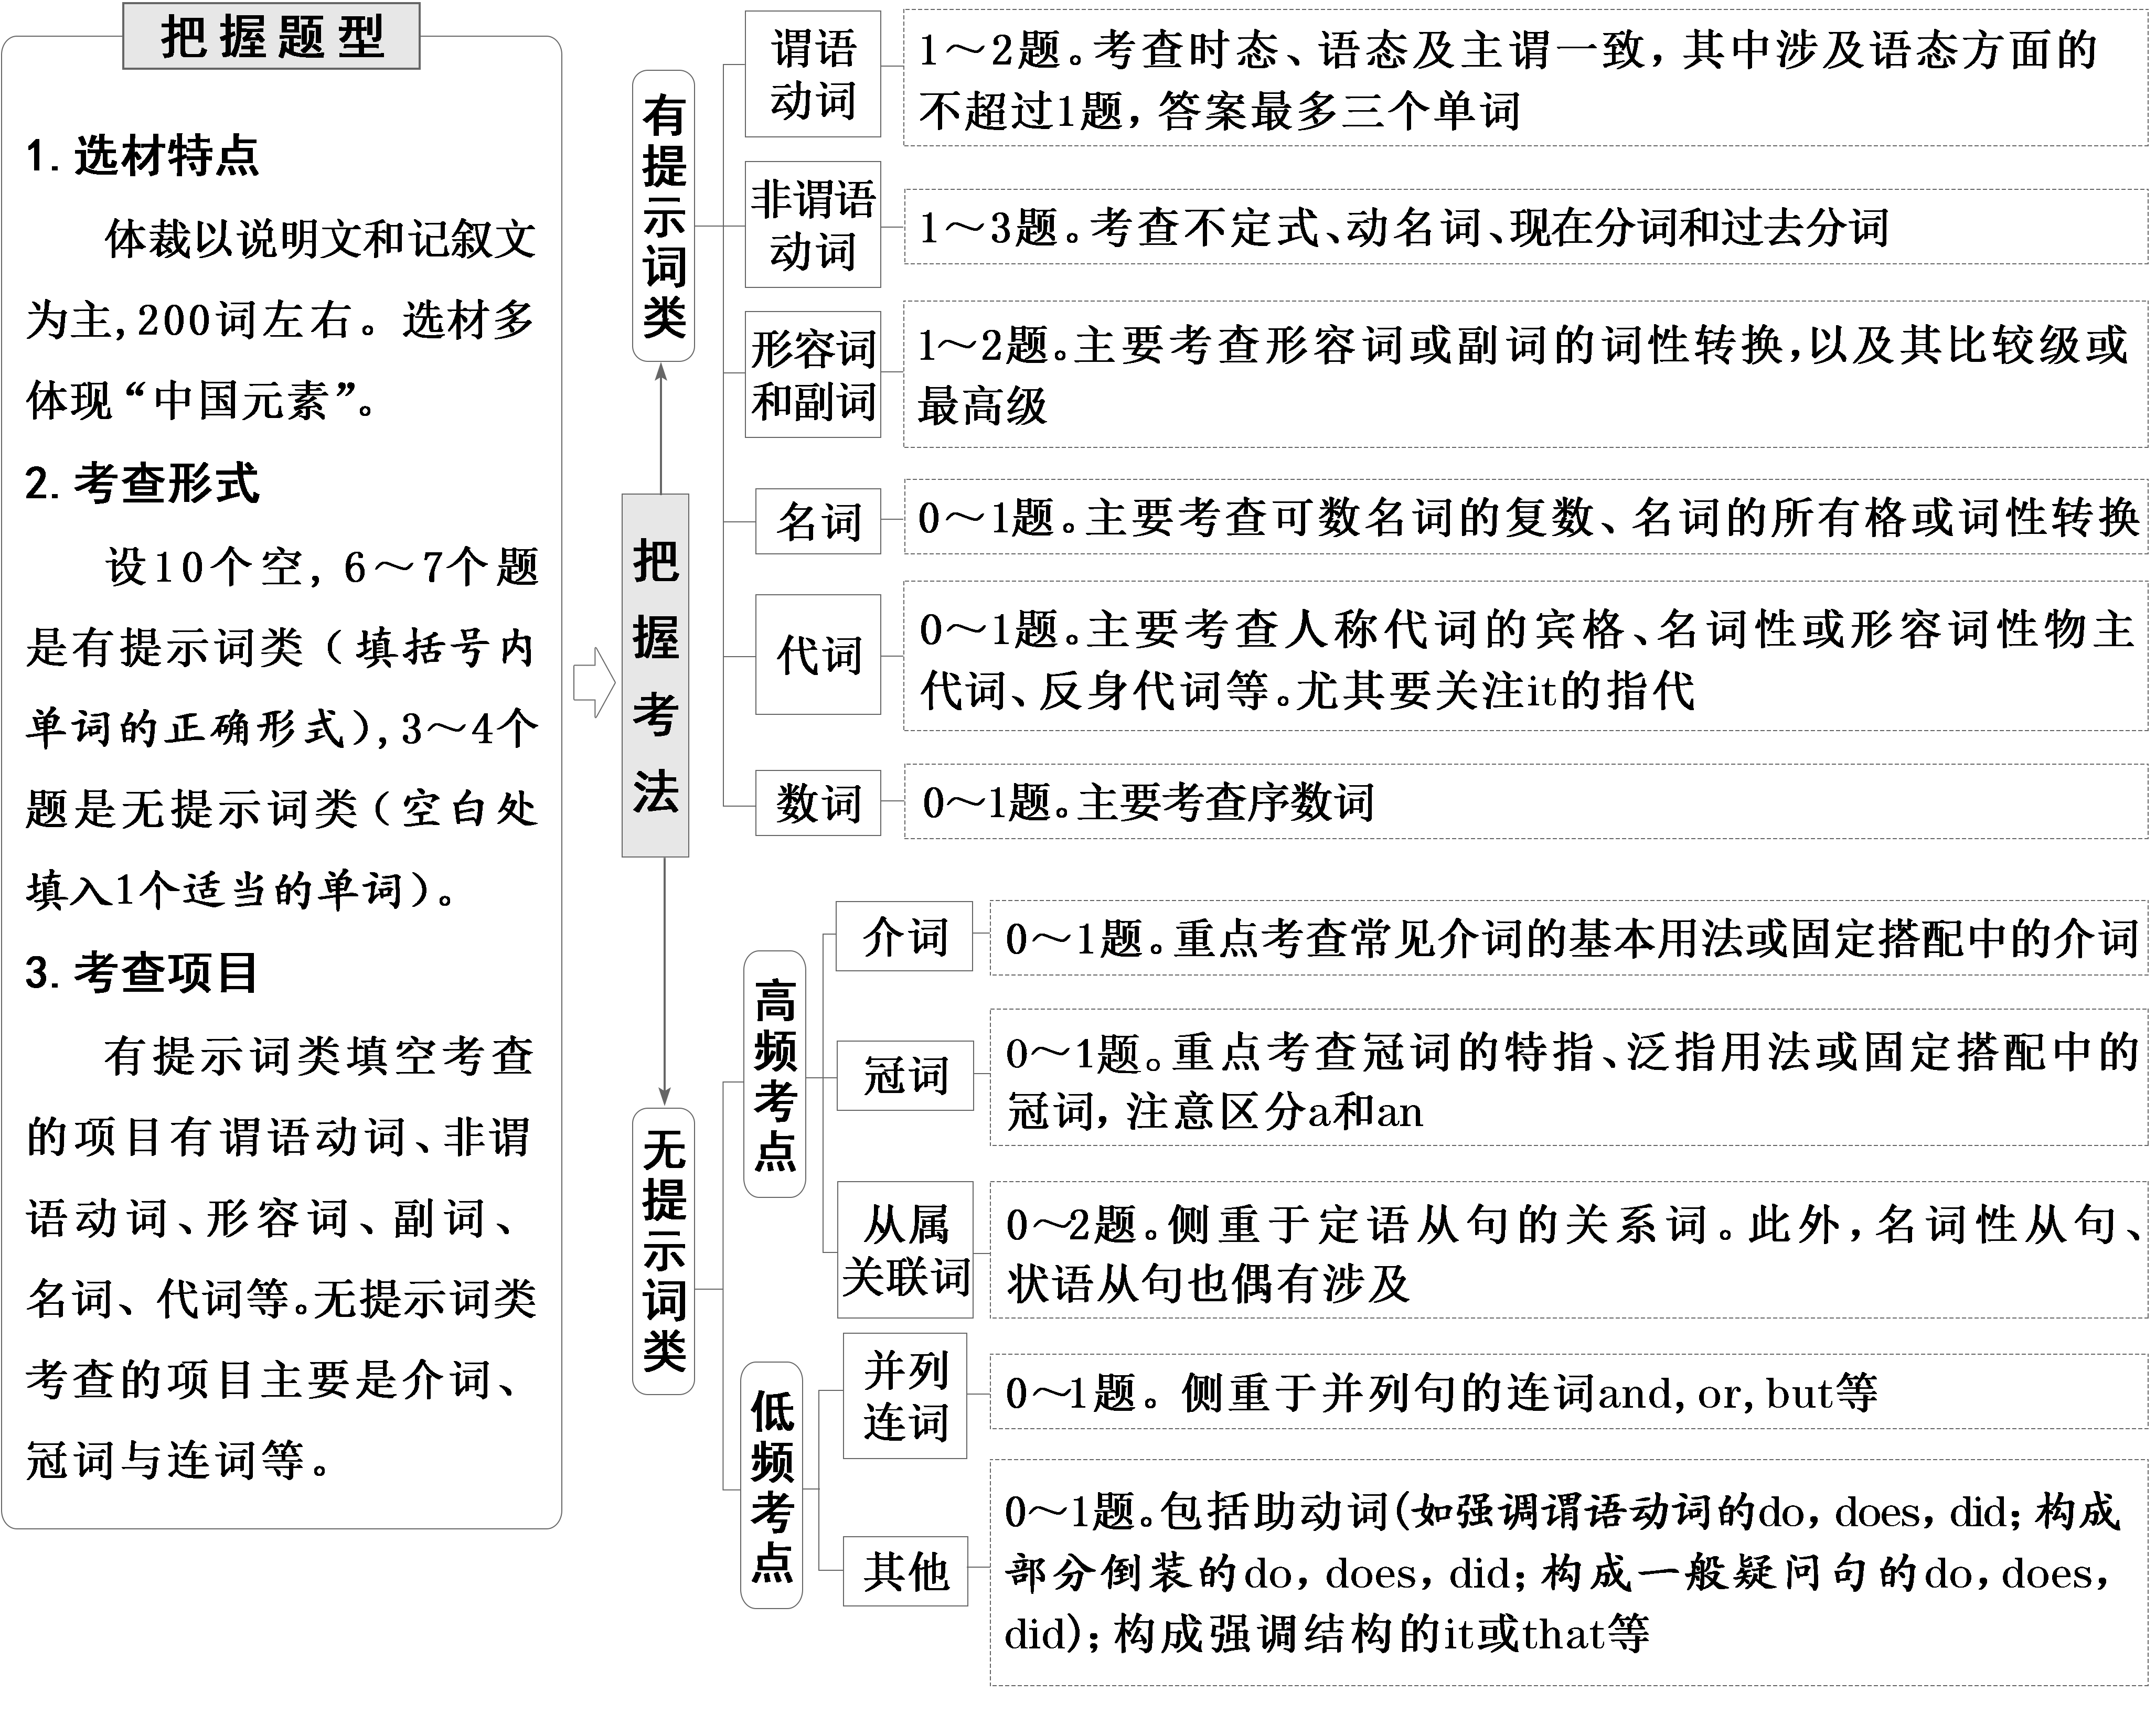 把握题型
1. 选材特点
体裁以说明文和记叙文
为主,200词左右。选材多
体现“中国元素”。
2. 考查形式
设10个空, 6～7个题
是有提示词类（填括号内
单词的正确形式),3～4个
题是无提示词类（空白处
填入1个适当的单词）。
3. 考查项目
有提示词类填空考查
的项目有谓语动词、非谓
语动词、形容词、副词、
名词、代词等。无提示词类
考查的项目主要是介词、
冠词与连词等。
把握考法
有提示词类
谓语
动词
1～2题。考查时态、语态及主谓一致, 其中涉及语态方面的
不超过1题, 答案最多三个单词
非谓语
动词
1～3题。考查不定式、动名词、现在分词和过去分词
形容词
和副词
1～2题。主要考查形容词或副词的词性转换,以及其比较级或
最高级
名词
0～1题。主要考查可数名词的复数、名词的所有格或词性转换
代词
0～1题。主要考查人称代词的宾格、名词性或形容词性物主
代词、反身代词等。尤其要关注it的指代
数词
0～1题。主要考查序数词
无提示词类
高频考点
介词
0～1题。重点考查常见介词的基本用法或固定搭配中的介词
冠词
0～1题。重点考查冠词的特指、泛指用法或固定搭配中的
冠词, 注意区分a和an
从属
关联词
0～2题。侧重于定语从句的关系词。此外, 名词性从句、
状语从句也偶有涉及
低频考点
并列
连词
0～1题。侧重于并列句的连词and, or, but等
其他
0～1题。包括助动词(如强调谓语动词的do, does, did; 构成
部分倒装的do, does, did; 构成一般疑问句的do, does,
did); 构成强调结构的it或that等